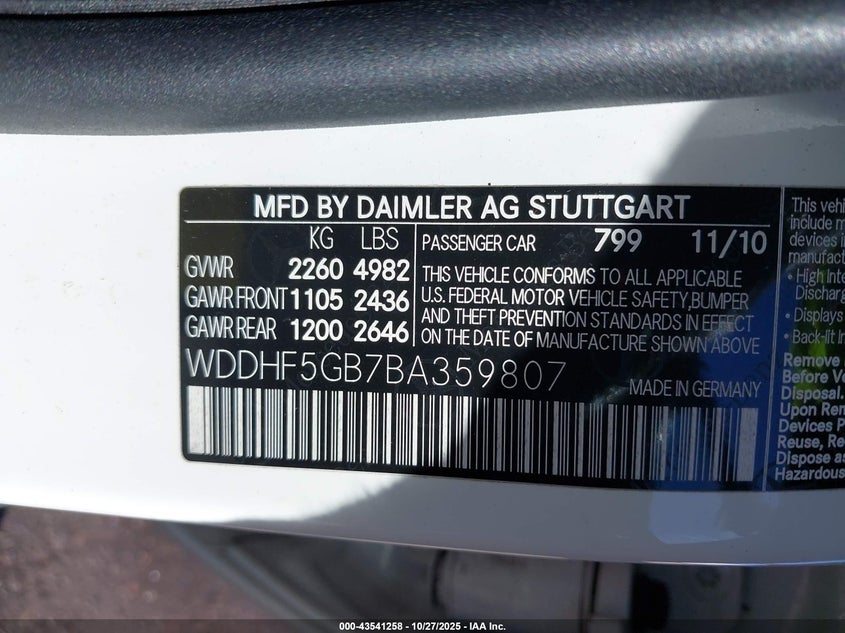 MFD BY DAIMLER AG STUTTGART
KG LBS
GVWR 2260 4982
GAWR FRONT 1105 2436
GAWR REAR 1200 2646
PASSENGER CAR 799 11/10
THIS VEHICLE CONFORMS TO ALL APPLICABLE
U.S. FEDERAL MOTOR VEHICLE SAFETY,BUMPER
AND THEFT PREVENTION STANDARDS IN EFFECT
ON THE DATE OF MANUFACTURE SHOWN ABOVE
WDDHF5GB7BA359807
MADE IN GERMANY
This vehi
include m
devices i
manufact
• High Inte
Discharg
• Displays
• Back-lit In
Remove
Before Ve
Disposal.
Upon Rem
Devices P
Reuse, Re
Dispose as
Hazardous
000-43541258 - 10/27/2025 - IAA Inc.